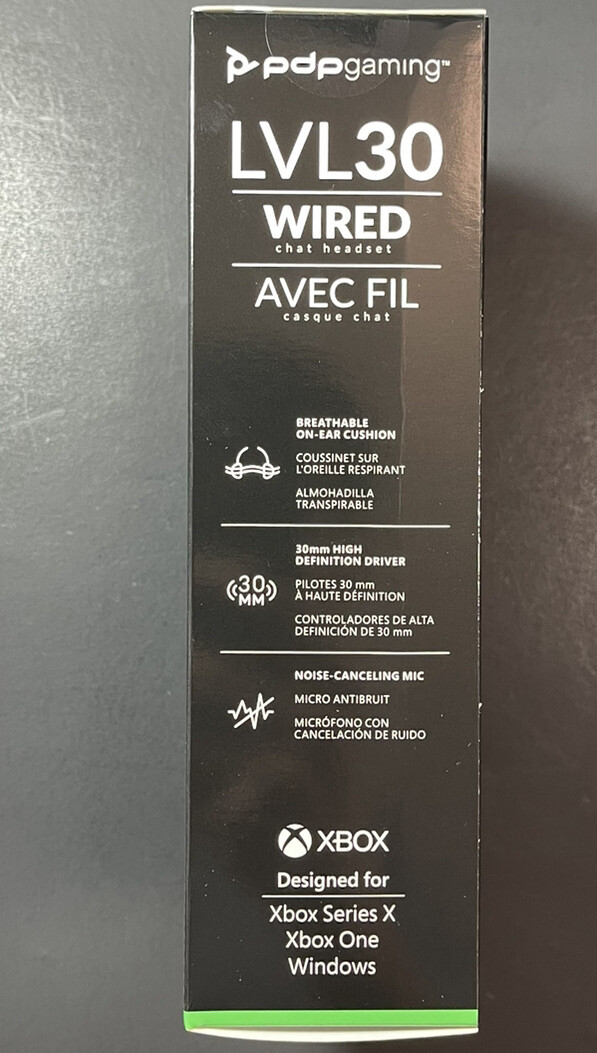 pdpgaming™
LVL30
WIRED
chat headset
AVEC FIL
casque chat
BREATHABLE
ON-EAR CUSHION
COUSSINET SUR
L'OREILLE RESPIRANT
ALMOHADILLA
TRANSPIRABLE
30mm HIGH
DEFINITION DRIVER
((30))
MM
PILOTES 30 mm
À HAUTE DÉFINITION
CONTROLADORES DE ALTA
DEFINICIÓN DE 30 mm
NOISE-CANCELING MIC
MICRO ANTIBRUIT
MICRÓFONO CON
CANCELACIÓN DE RUIDO
XBOX
Designed for
Xbox Series X
Xbox One
Windows